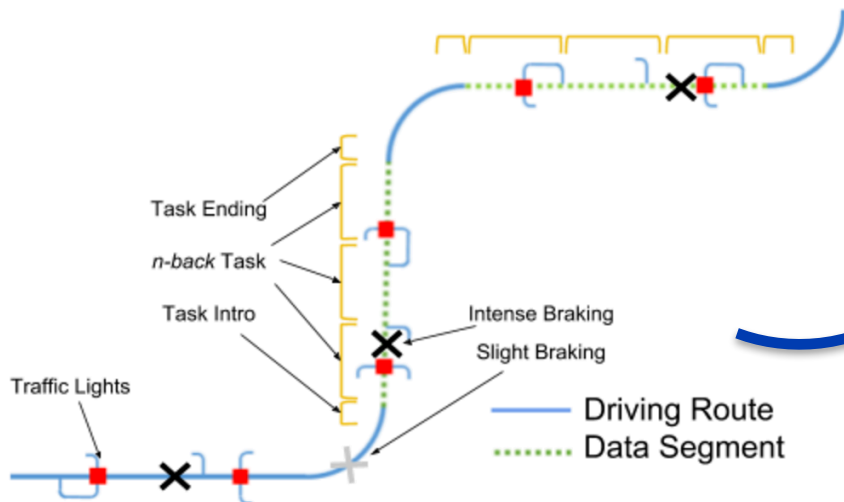 Task Ending
n-back Task
Task Intro
Intense Braking
Slight Braking
Traffic Lights
Driving Route
Data Segment